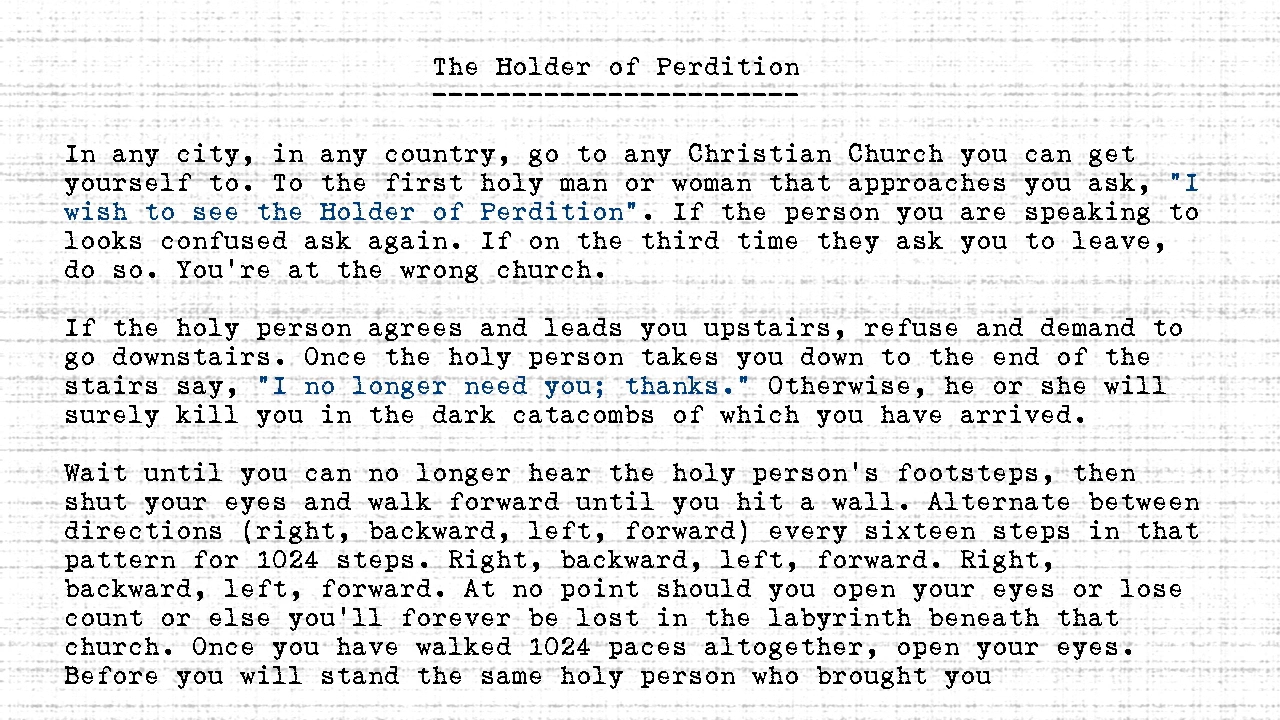 The Holder of Perdition
-----------------------
In any city, in any country, go to any Christian Church you can get
yourself to. To the first holy man or woman that approaches you ask, "I
wish to see the Holder of Perdition". If the person you are speaking to
looks confused ask again. If on the third time they ask you to leave,
do so. You're at the wrong church.
If the holy person agrees and leads you upstairs, refuse and demand to
go downstairs. Once the holy person takes you down to the end of the
stairs say, "I no longer need you; thanks." Otherwise, he or she will
surely kill you in the dark catacombs of which you have arrived.
Wait until you can no longer hear the holy person's footsteps, then
shut your eyes and walk forward until you hit a wall. Alternate between
directions (right, backward, left, forward) every sixteen steps in that
pattern for 1024 steps. Right, backward, left, forward. Right,
backward, left, forward. At no point should you open your eyes or lose
count or else you'll forever be lost in the labyrinth beneath that
church. Once you have walked 1024 paces altogether, open your eyes.
Before you will stand the same holy person who brought you